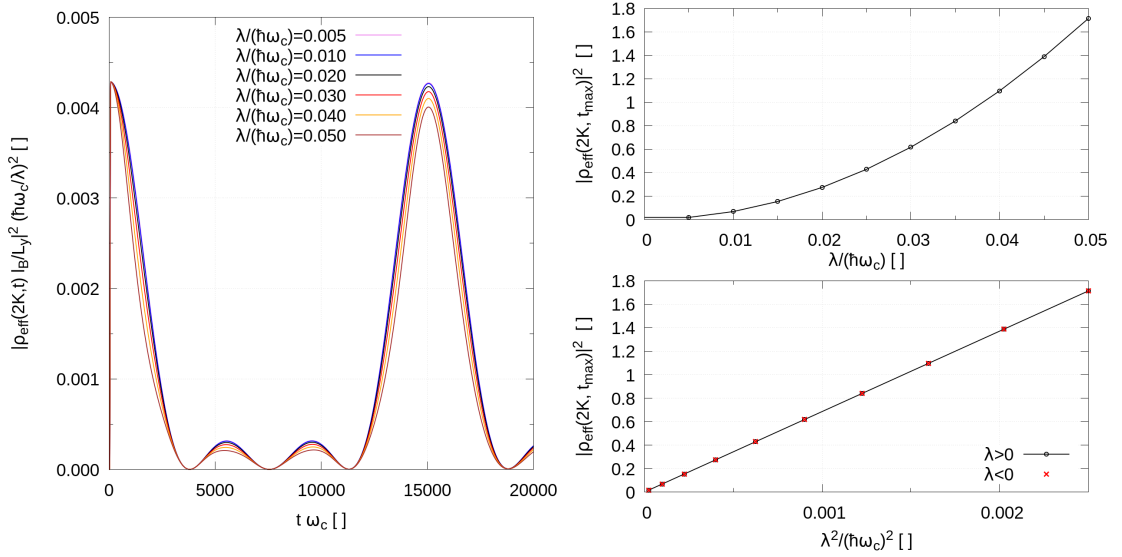 |ρeff(2K,t) lB/Ly|² (ħωc/λ)² [ ]
0.005
0.004
0.003
0.002
0.001
0.000
λ/(ħωc)=0.005
λ/(ħωc)=0.010
λ/(ħωc)=0.020
λ/(ħωc)=0.030
λ/(ħωc)=0.040
λ/(ħωc)=0.050
0 5000 10000 15000 20000
t ωc [ ]
|ρeff(2K, tmax)|² [ ]
1.8
1.6
1.4
1.2
1
0.8
0.6
0.4
0.2
0
0 0.01 0.02 0.03 0.04 0.05
λ/(ħωc) [ ]
|ρeff(2K, tmax)|² [ ]
1.8
1.6
1.4
1.2
1
0.8
0.6
0.4
0.2
0
λ>0
λ<0
0 0.001 0.002
λ²/(ħωc)² [ ]